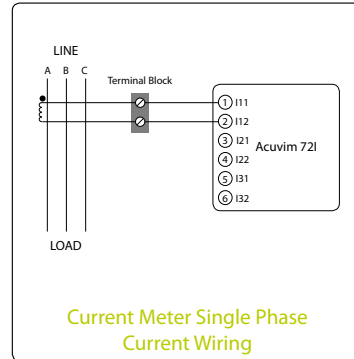 LINE
A B C
Terminal Block
1 I11
2 I12
3 I21
4 I22
5 I31
6 I32
Acuvim 72I
LOAD
Current Meter Single Phase
Current Wiring